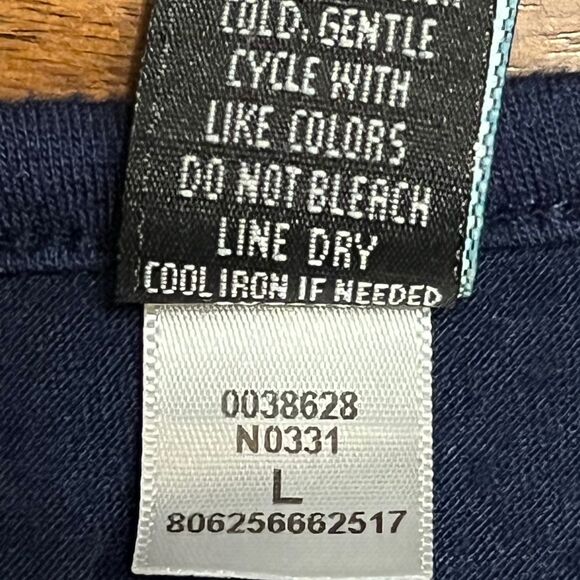 COLD. GENTLE
CYCLE WITH
LIKE COLORS
DO NOT BLEACH
LINE DRY
COOL IRON IF NEEDED
0038628
N0331
L
806256662517